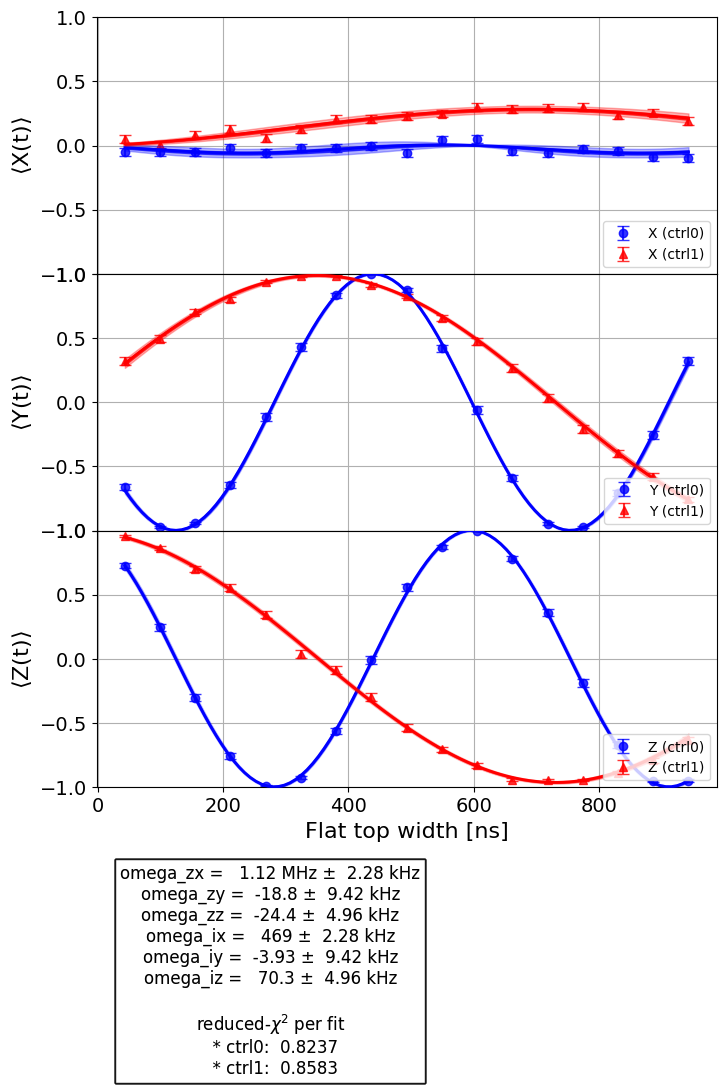 1.0
0.5
0.0
−0.5
−1.0
⟨X(t)⟩
X (ctrl0)
X (ctrl1)
1.0
0.5
0.0
−0.5
−1.0
⟨Y(t)⟩
Y (ctrl0)
Y (ctrl1)
1.0
0.5
0.0
−0.5
−1.0
⟨Z(t)⟩
Z (ctrl0)
Z (ctrl1)
0 200 400 600 800
Flat top width [ns]
omega_zx = 1.12 MHz ± 2.28 kHz
omega_zy = -18.8 ± 9.42 kHz
omega_zz = -24.4 ± 4.96 kHz
omega_ix = 469 ± 2.28 kHz
omega_iy = -3.93 ± 9.42 kHz
omega_iz = 70.3 ± 4.96 kHz
reduced-χ² per fit
* ctrl0: 0.8237
* ctrl1: 0.8583